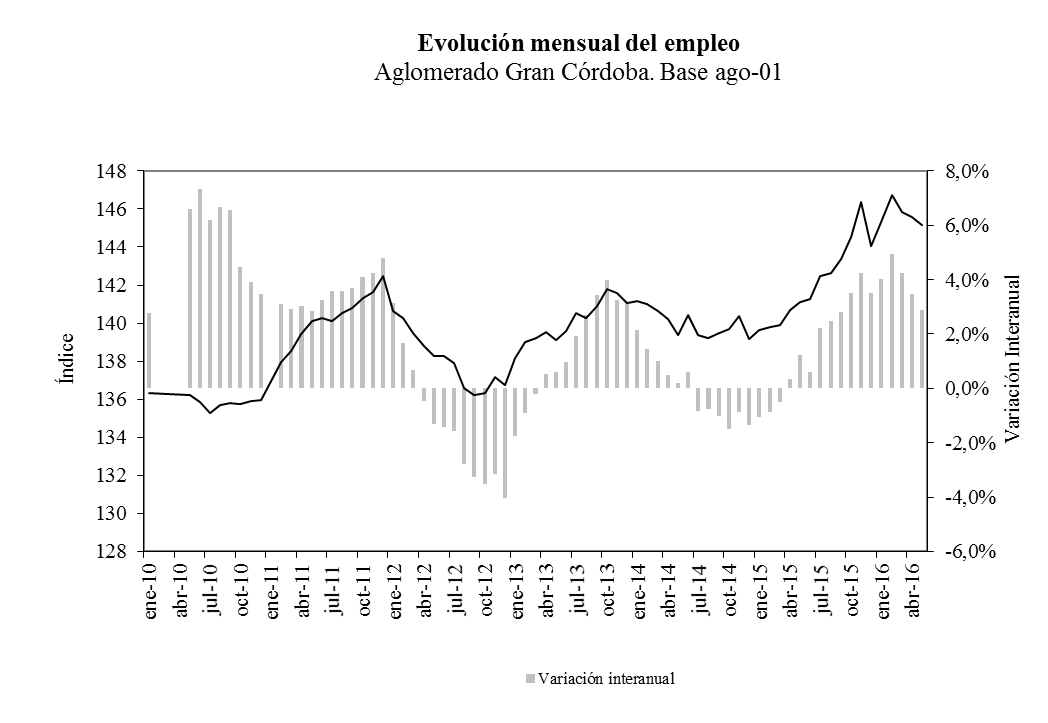 Evolución mensual del empleo
Aglomerado Gran Córdoba. Base ago-01
148
146
144
142
140
138
136
134
132
130
128
Índice
8,0%
6,0%
4,0%
2,0%
0,0%
-2,0%
-4,0%
-6,0%
Variación Interanual
ene-10
abr-10
jul-10
oct-10
ene-11
abr-11
jul-11
oct-11
ene-12
abr-12
jul-12
oct-12
ene-13
abr-13
jul-13
oct-13
ene-14
abr-14
jul-14
oct-14
ene-15
abr-15
jul-15
oct-15
ene-16
abr-16
Variación interanual